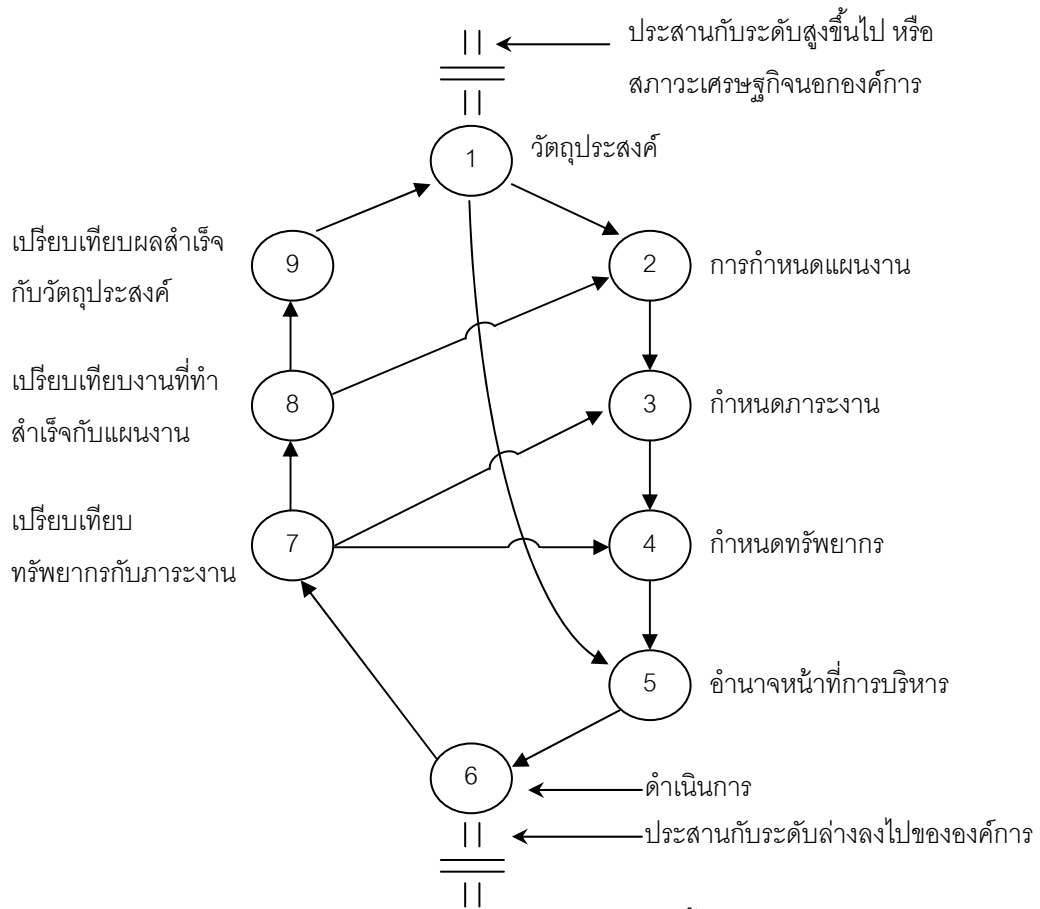 ประสานกับระดับสูงขึ้นไป หรือ
สภาวะเศรษฐกิจนอกองค์การ
1
วัตถุประสงค์
เปรียบเทียบผลสำเร็จ
กับวัตถุประสงค์
9
2
การกำหนดแผนงาน
เปรียบเทียบงานที่ทำ
สำเร็จกับแผนงาน
8
3
กำหนดภาระงาน
เปรียบเทียบ
ทรัพยากรกับภาระงาน
7
4
กำหนดทรัพยากร
5
อำนาจหน้าที่การบริหาร
6
ดำเนินการ
ประสานกับระดับล่างลงไปขององค์การ